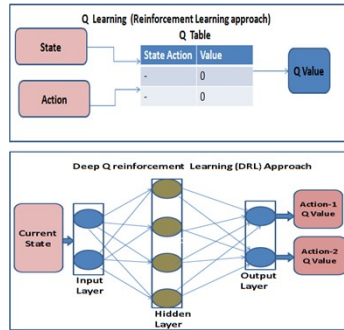 Q Learning (Reinforcement Learning approach)
Q Table
State
State Action Value
- 0
- 0
Action
Q Value
Deep Q reinforcement Learning (DRL) Approach
Current
State
Input
Layer
Hidden
Layer
Output
Layer
Action-1
Q Value
Action-2
Q Value